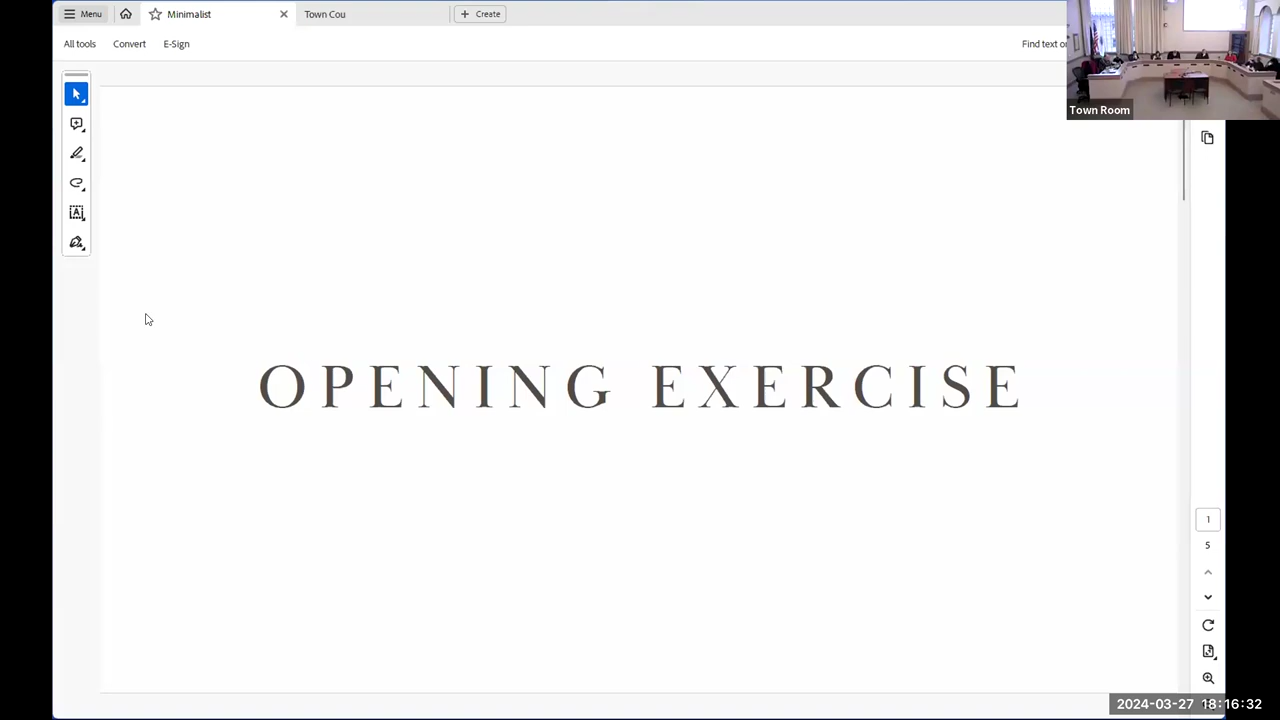 Menu
Minimalist
Town Cou
Create
All tools
Convert
E-Sign
Find text or
Town Room
OPENING EXERCISE
1
5
2024-03-27 18:16:32